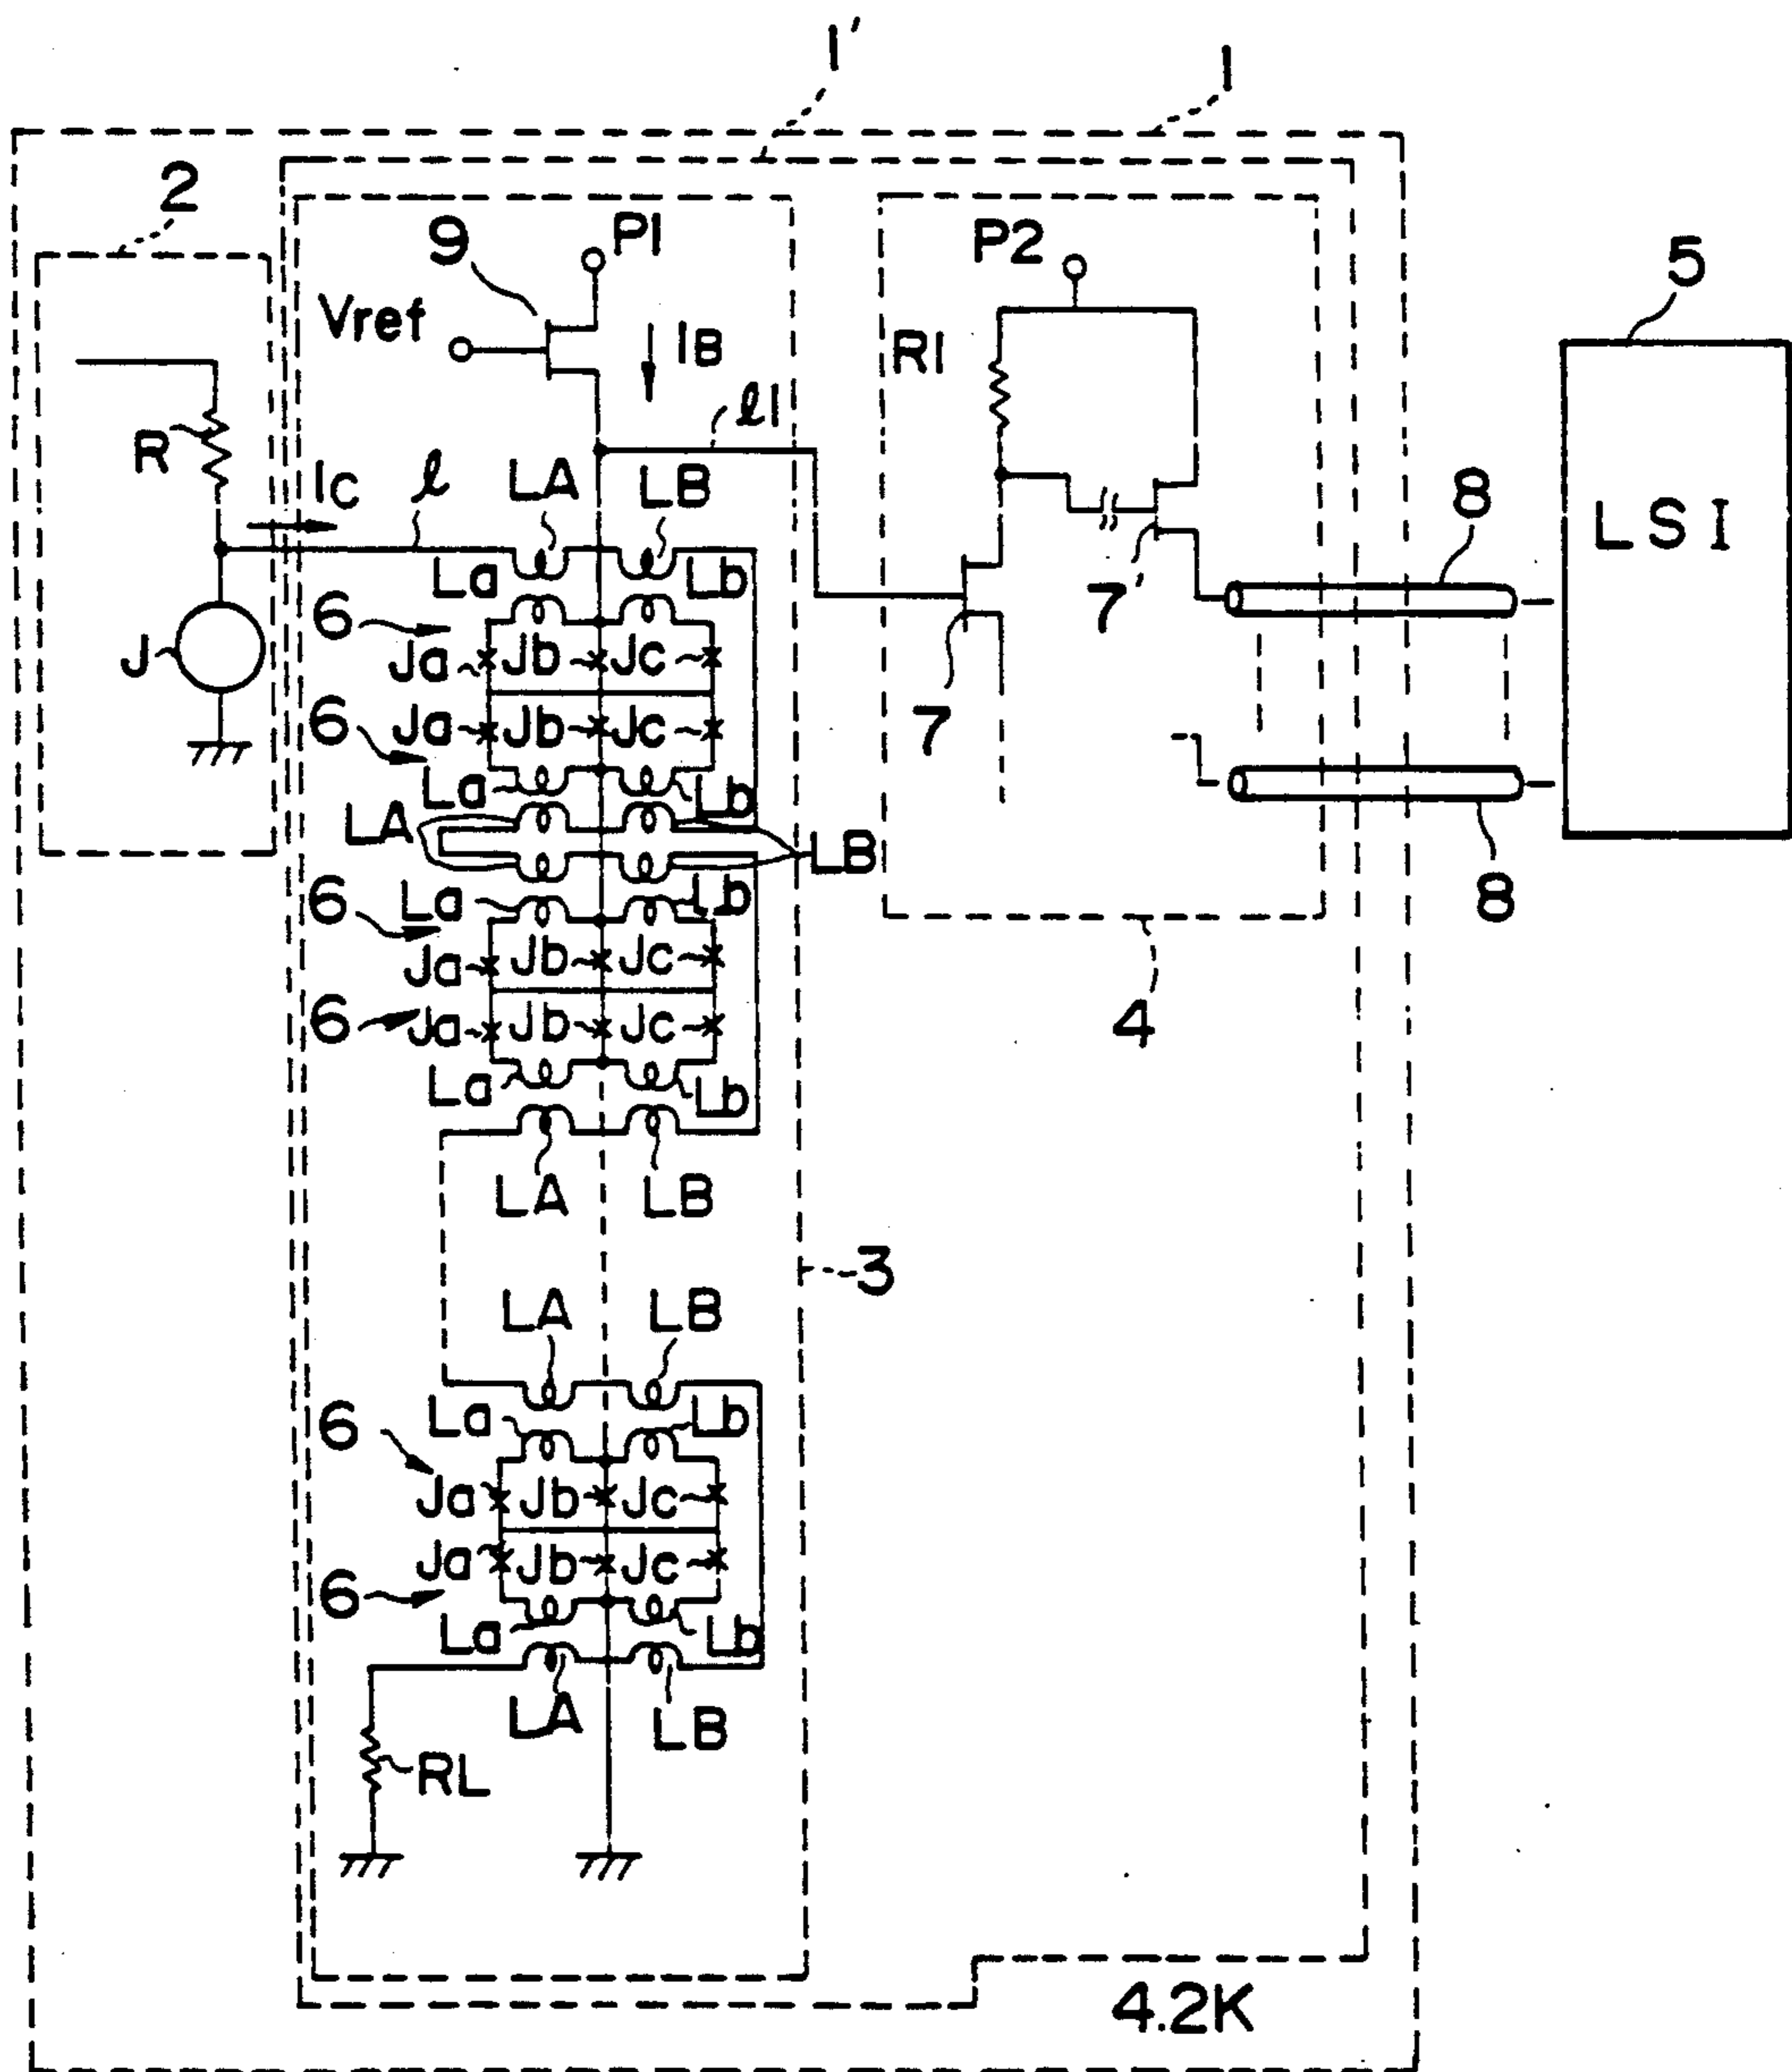 1' 1
2
9 P1 P2 5
Vref IB R1
ℓ1
R IC ℓ LA LB 8 LSI
La Lb 7'
6
J Ja Jb Jc
6 Ja Jb Jc 7
La Lb
LA LB 8
6 La Lb
Ja Jb Jc
6 Ja Jb Jc 4
La Lb
LA LB
3
LA LB
6 La Lb
Ja Jb Jc
Ja Jb Jc
6
La Lb
LA LB
RL
4.2K